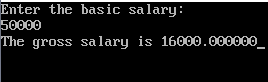 Enter the basic salary:
50000
The gross salary is 16000.000000_